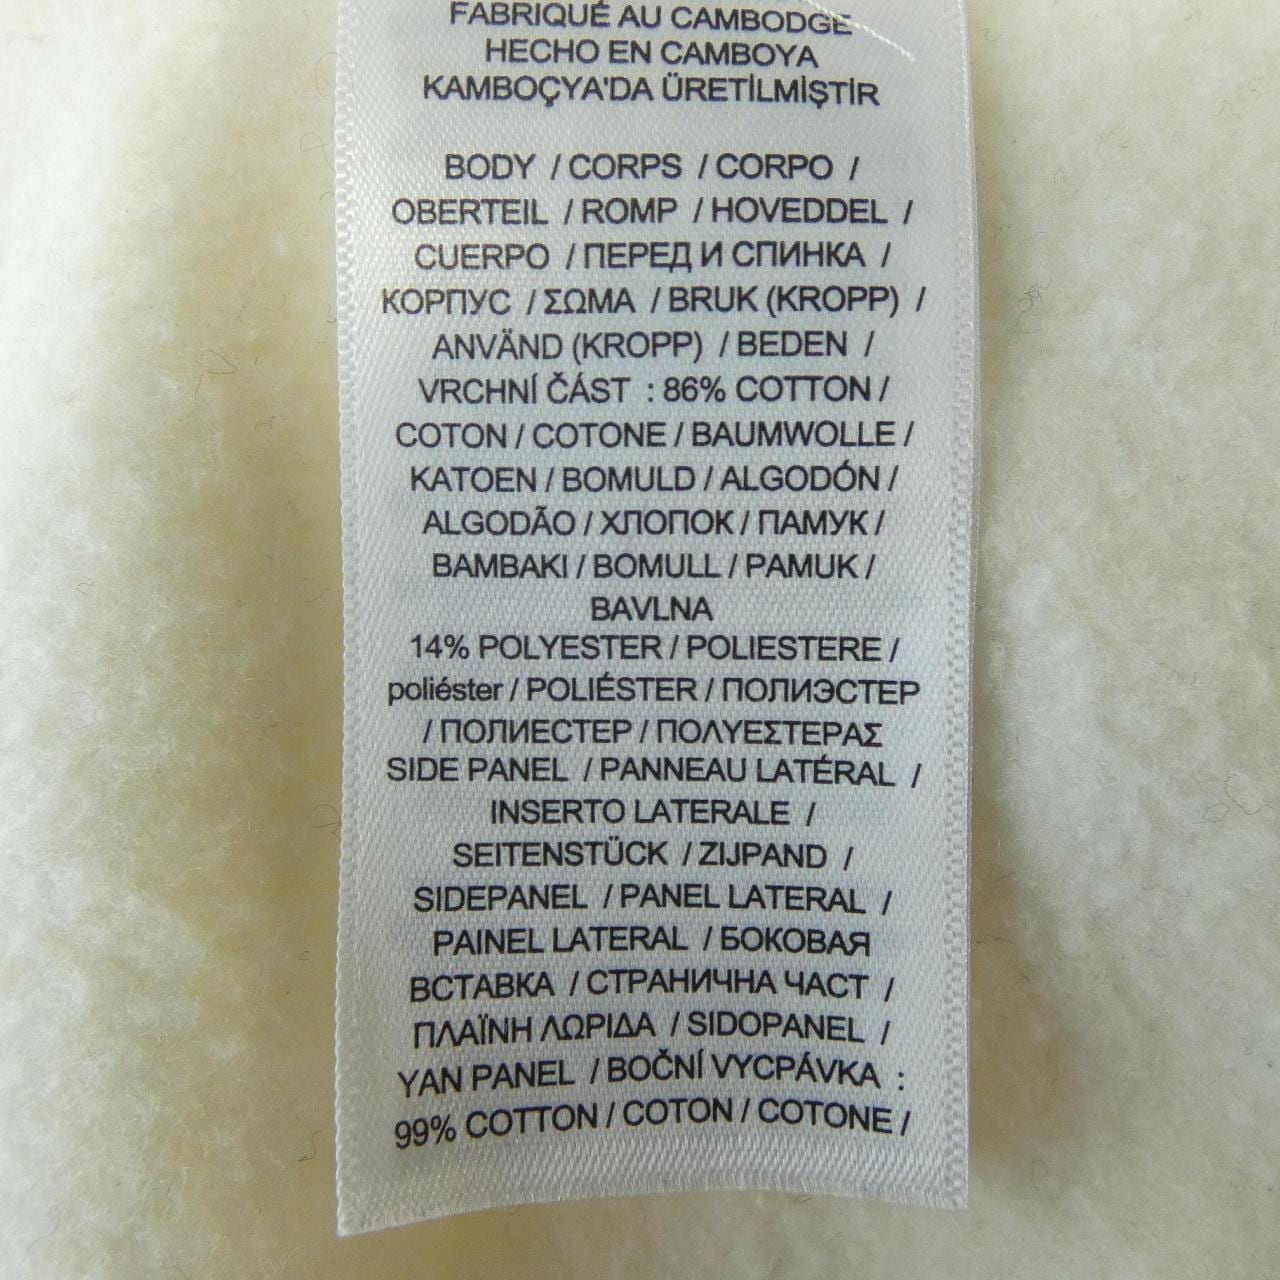 FABRIQUÉ AU CAMBODGE
HECHO EN CAMBOYA
KAMBOÇYA'DA ÜRETİLMİŞTİR
BODY / CORPS / CORPO /
OBERTEIL / ROMP / HOVEDDEL /
CUERPO / ПЕРЕД И СПИНКА /
КОРПУС / ΣΩΜΑ / BRUK (KROPP) /
ANVÄND (KROPP) / BEDEN /
VRCHNÍ ČÁST : 86% COTTON /
COTON / COTONE / BAUMWOLLE /
KATOEN / BOMULD / ALGODÓN /
ALGODÃO / ХЛОПОК / ПАМУК /
BAMBAKI / BOMULL / PAMUK /
BAVLNA
14% POLYESTER / POLIESTERE /
poliéster / POLIÉSTER / ПОЛИЭСТЕР
/ ПОЛИЕСТЕР / ΠΟΛΥΕΣΤΕΡΑΣ
SIDE PANEL / PANNEAU LATÉRAL /
INSERTO LATERALE /
SEITENSTÜCK / ZIJPAND /
SIDEPANEL / PANEL LATERAL /
PAINEL LATERAL / БОКОВАЯ
ВСТАВКА / СТРАНИЧНА ЧАСТ /
ΠΛΑΪΝΗ ΛΩΡΙΔΑ / SIDOPANEL /
YAN PANEL / BOČNÍ VYCPÁVKA :
99% COTTON / COTON / COTONE /